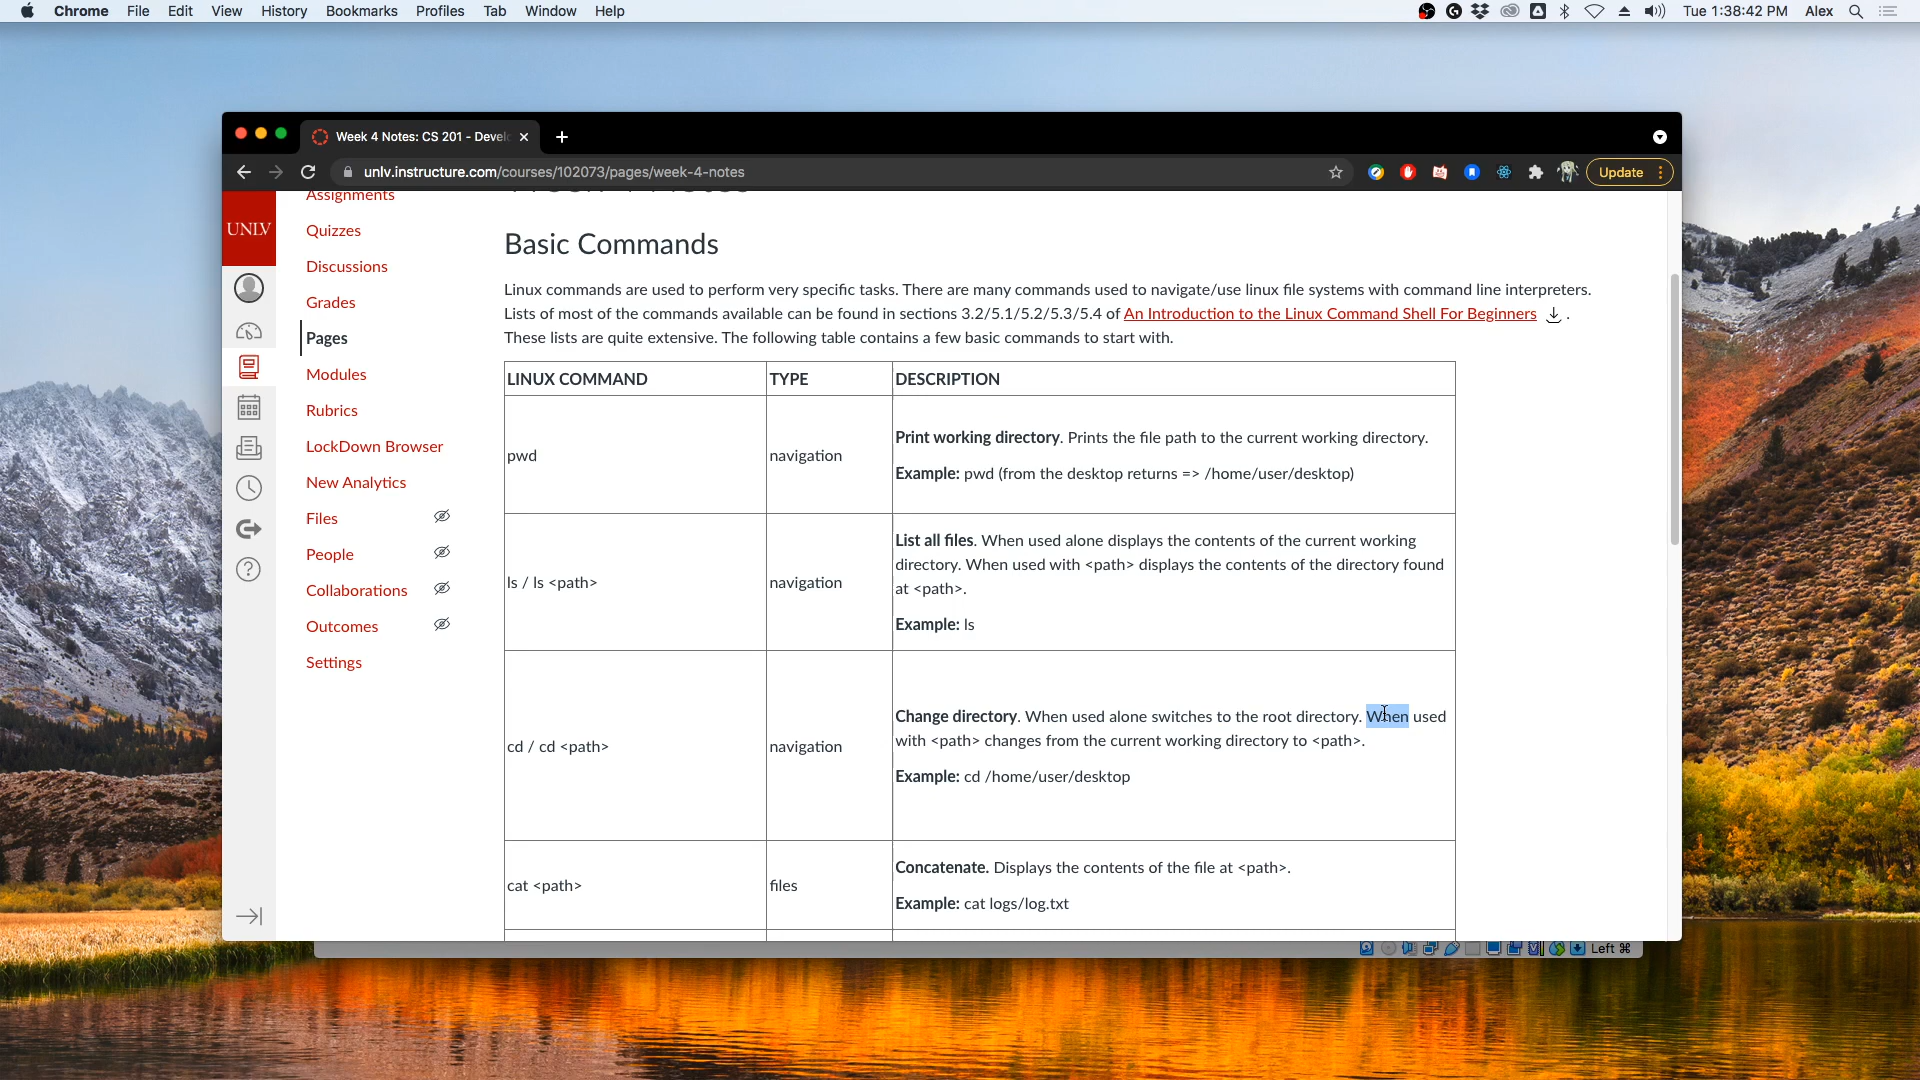 Chrome File Edit View History Bookmarks Profiles Tab Window Help Tue 1:38:42 PM Alex
Week 4 Notes: CS 201 - Devel
unlv.instructure.com/courses/102073/pages/week-4-notes
Update
UNLV
Assignments
Quizzes
Discussions
Grades
Pages
Modules
Rubrics
LockDown Browser
New Analytics
Files
People
Collaborations
Outcomes
Settings
Basic Commands
Linux commands are used to perform very specific tasks. There are many commands used to navigate/use linux file systems with command line interpreters.
Lists of most of the commands available can be found in sections 3.2/5.1/5.2/5.3/5.4 of An Introduction to the Linux Command Shell For Beginners .
These lists are quite extensive. The following table contains a few basic commands to start with.
LINUX COMMAND TYPE DESCRIPTION
pwd
navigation
Print working directory. Prints the file path to the current working directory.
Example: pwd (from the desktop returns => /home/user/desktop)
ls / ls <path>
navigation
List all files. When used alone displays the contents of the current working
directory. When used with <path> displays the contents of the directory found
at <path>.
Example: ls
cd / cd <path>
navigation
Change directory. When used alone switches to the root directory. When used
with <path> changes from the current working directory to <path>.
Example: cd /home/user/desktop
cat <path>
files
Concatenate. Displays the contents of the file at <path>.
Example: cat logs/log.txt
Left ⌘